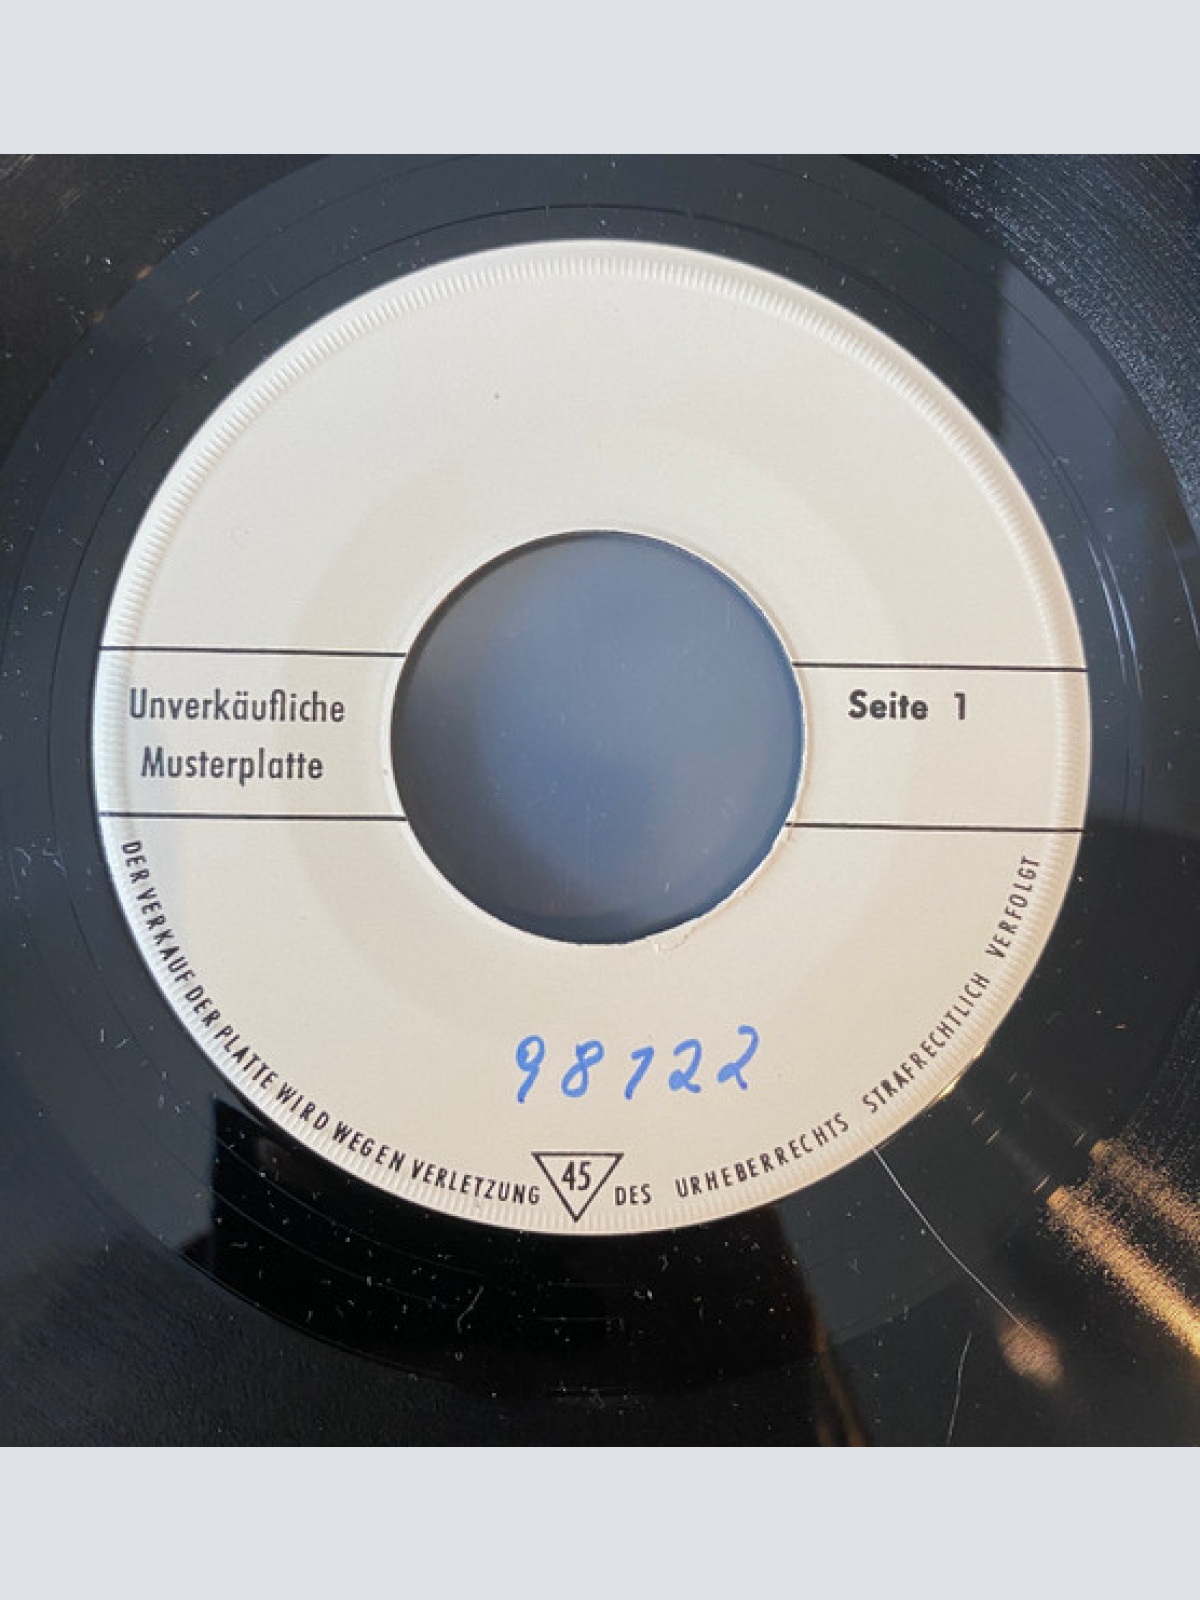 Unverkäufliche
Musterplatte
Seite 1
98122
45
DER VERKAUF DER PLATTE WIRD WEGEN VERLETZUNG DES URHEBERRECHTS STRAFRECHTLICH VERFOLGT